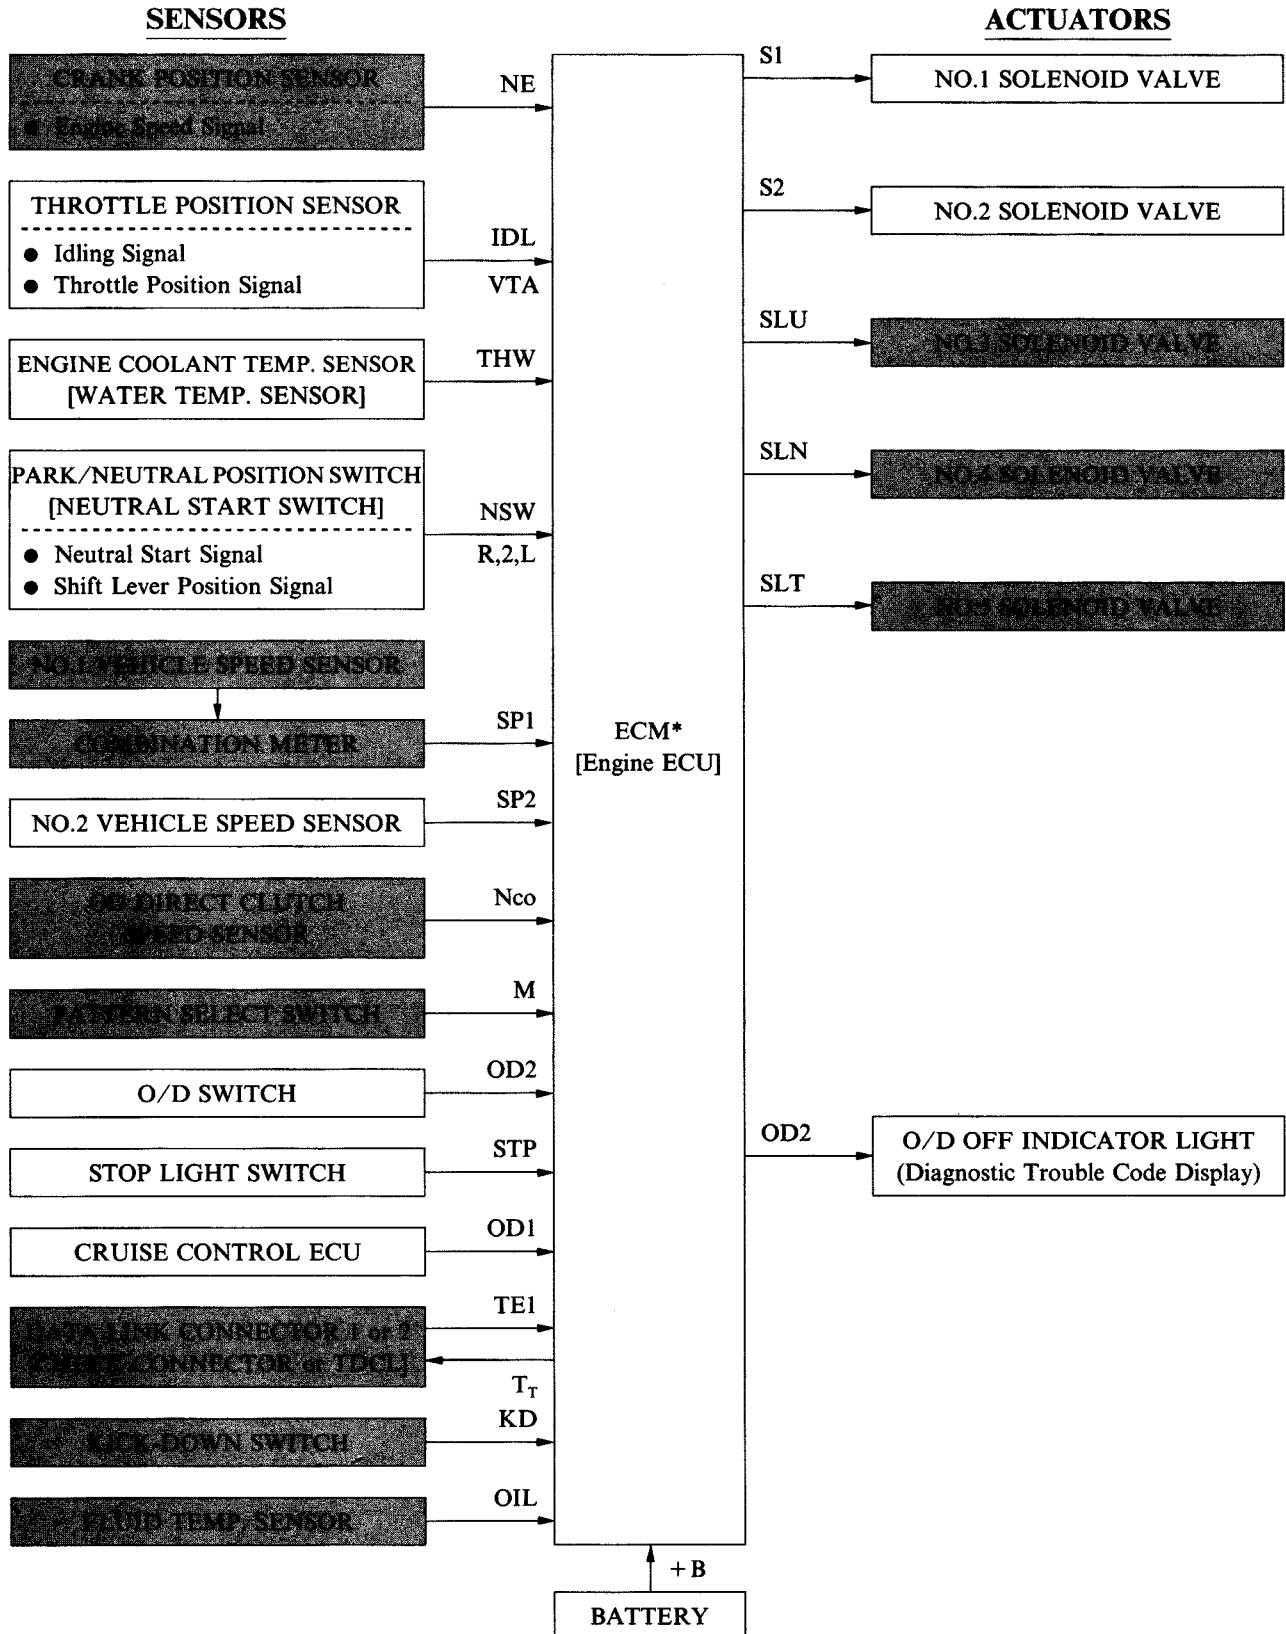 SENSORS
ACTUATORS
CRANK POSITION SENSOR
● Engine Speed Signal
NE
THROTTLE POSITION SENSOR
● Idling Signal
● Throttle Position Signal
IDL
VTA
ENGINE COOLANT TEMP. SENSOR
[WATER TEMP. SENSOR]
THW
PARK/NEUTRAL POSITION SWITCH
[NEUTRAL START SWITCH]
● Neutral Start Signal
● Shift Lever Position Signal
NSW
R,2,L
NO.1 VEHICLE SPEED SENSOR
COMBINATION METER
SP1
NO.2 VEHICLE SPEED SENSOR
SP2
OD DIRECT CLUTCH
SPEED SENSOR
Nco
PATTERN SELECT SWITCH
M
O/D SWITCH
OD2
STOP LIGHT SWITCH
STP
CRUISE CONTROL ECU
OD1
DATA LINK CONNECTOR 1 or 2
CONNECTOR or TDCL]
TE1
TT
KICK-DOWN SWITCH
KD
FLUID TEMP. SENSOR
OIL
ECM*
[Engine ECU]
+B
BATTERY
S1
NO.1 SOLENOID VALVE
S2
NO.2 SOLENOID VALVE
SLU
NO.3 SOLENOID VALVE
SLN
NO.4 SOLENOID VALVE
SLT
NO.5 SOLENOID VALVE
OD2
O/D OFF INDICATOR LIGHT
(Diagnostic Trouble Code Display)